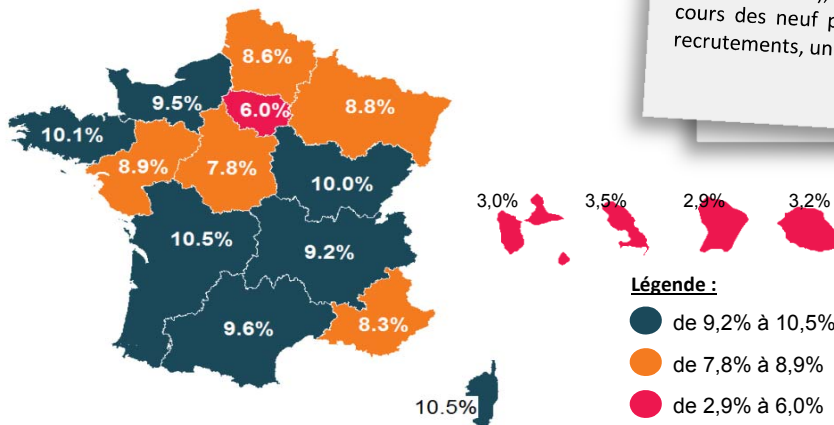 cours des neuf p
recrutements, un
8.6%
9.5%
6.0%
8.8%
10.1%
8.9%
7.8%
10.0%
3,0%
3,5%
2,9%
3,2%
10.5%
9.2%
Légende :
de 9,2% à 10,5%
9.6%
8.3%
de 7,8% à 8,9%
10.5%
de 2,9% à 6,0%